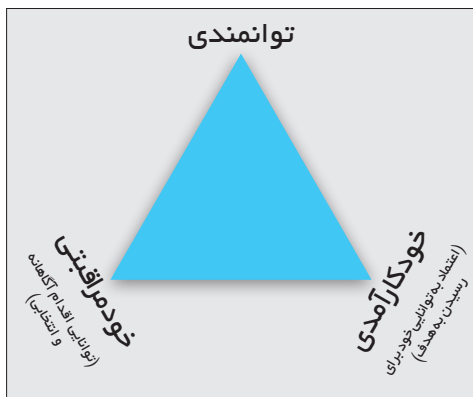 توانمندی
خودکارآمدی
(اعتماد به توانایی خود برای
رسیدن به هدف)
خودمراقبتی
(توانایی اقدام آگاهانه
و انتخابی)